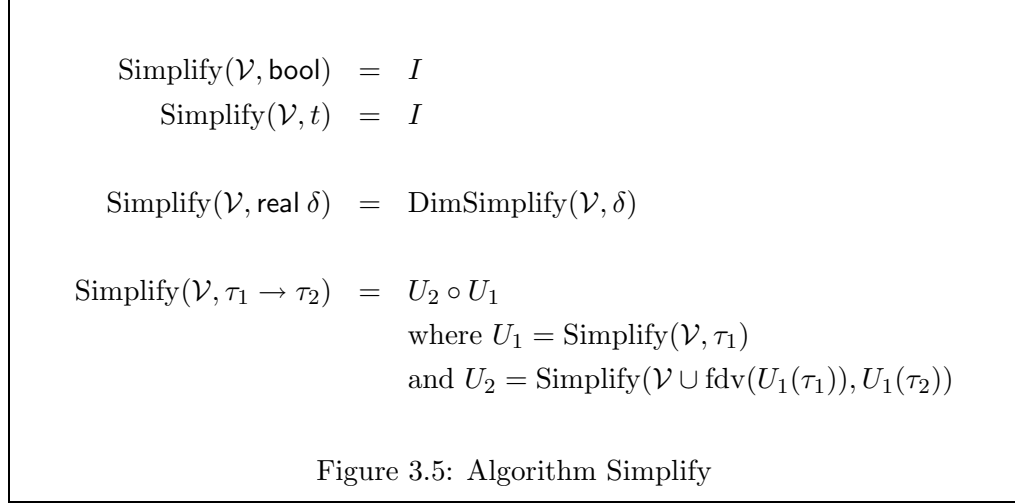 Simplify(𝒱, bool) = I
Simplify(𝒱, t) = I
Simplify(𝒱, real δ) = DimSimplify(𝒱, δ)
Simplify(𝒱, τ₁ → τ₂) = U₂ ∘ U₁
where U₁ = Simplify(𝒱, τ₁)
and U₂ = Simplify(𝒱 ∪ fdv(U₁(τ₁)), U₁(τ₂))
Figure 3.5: Algorithm Simplify